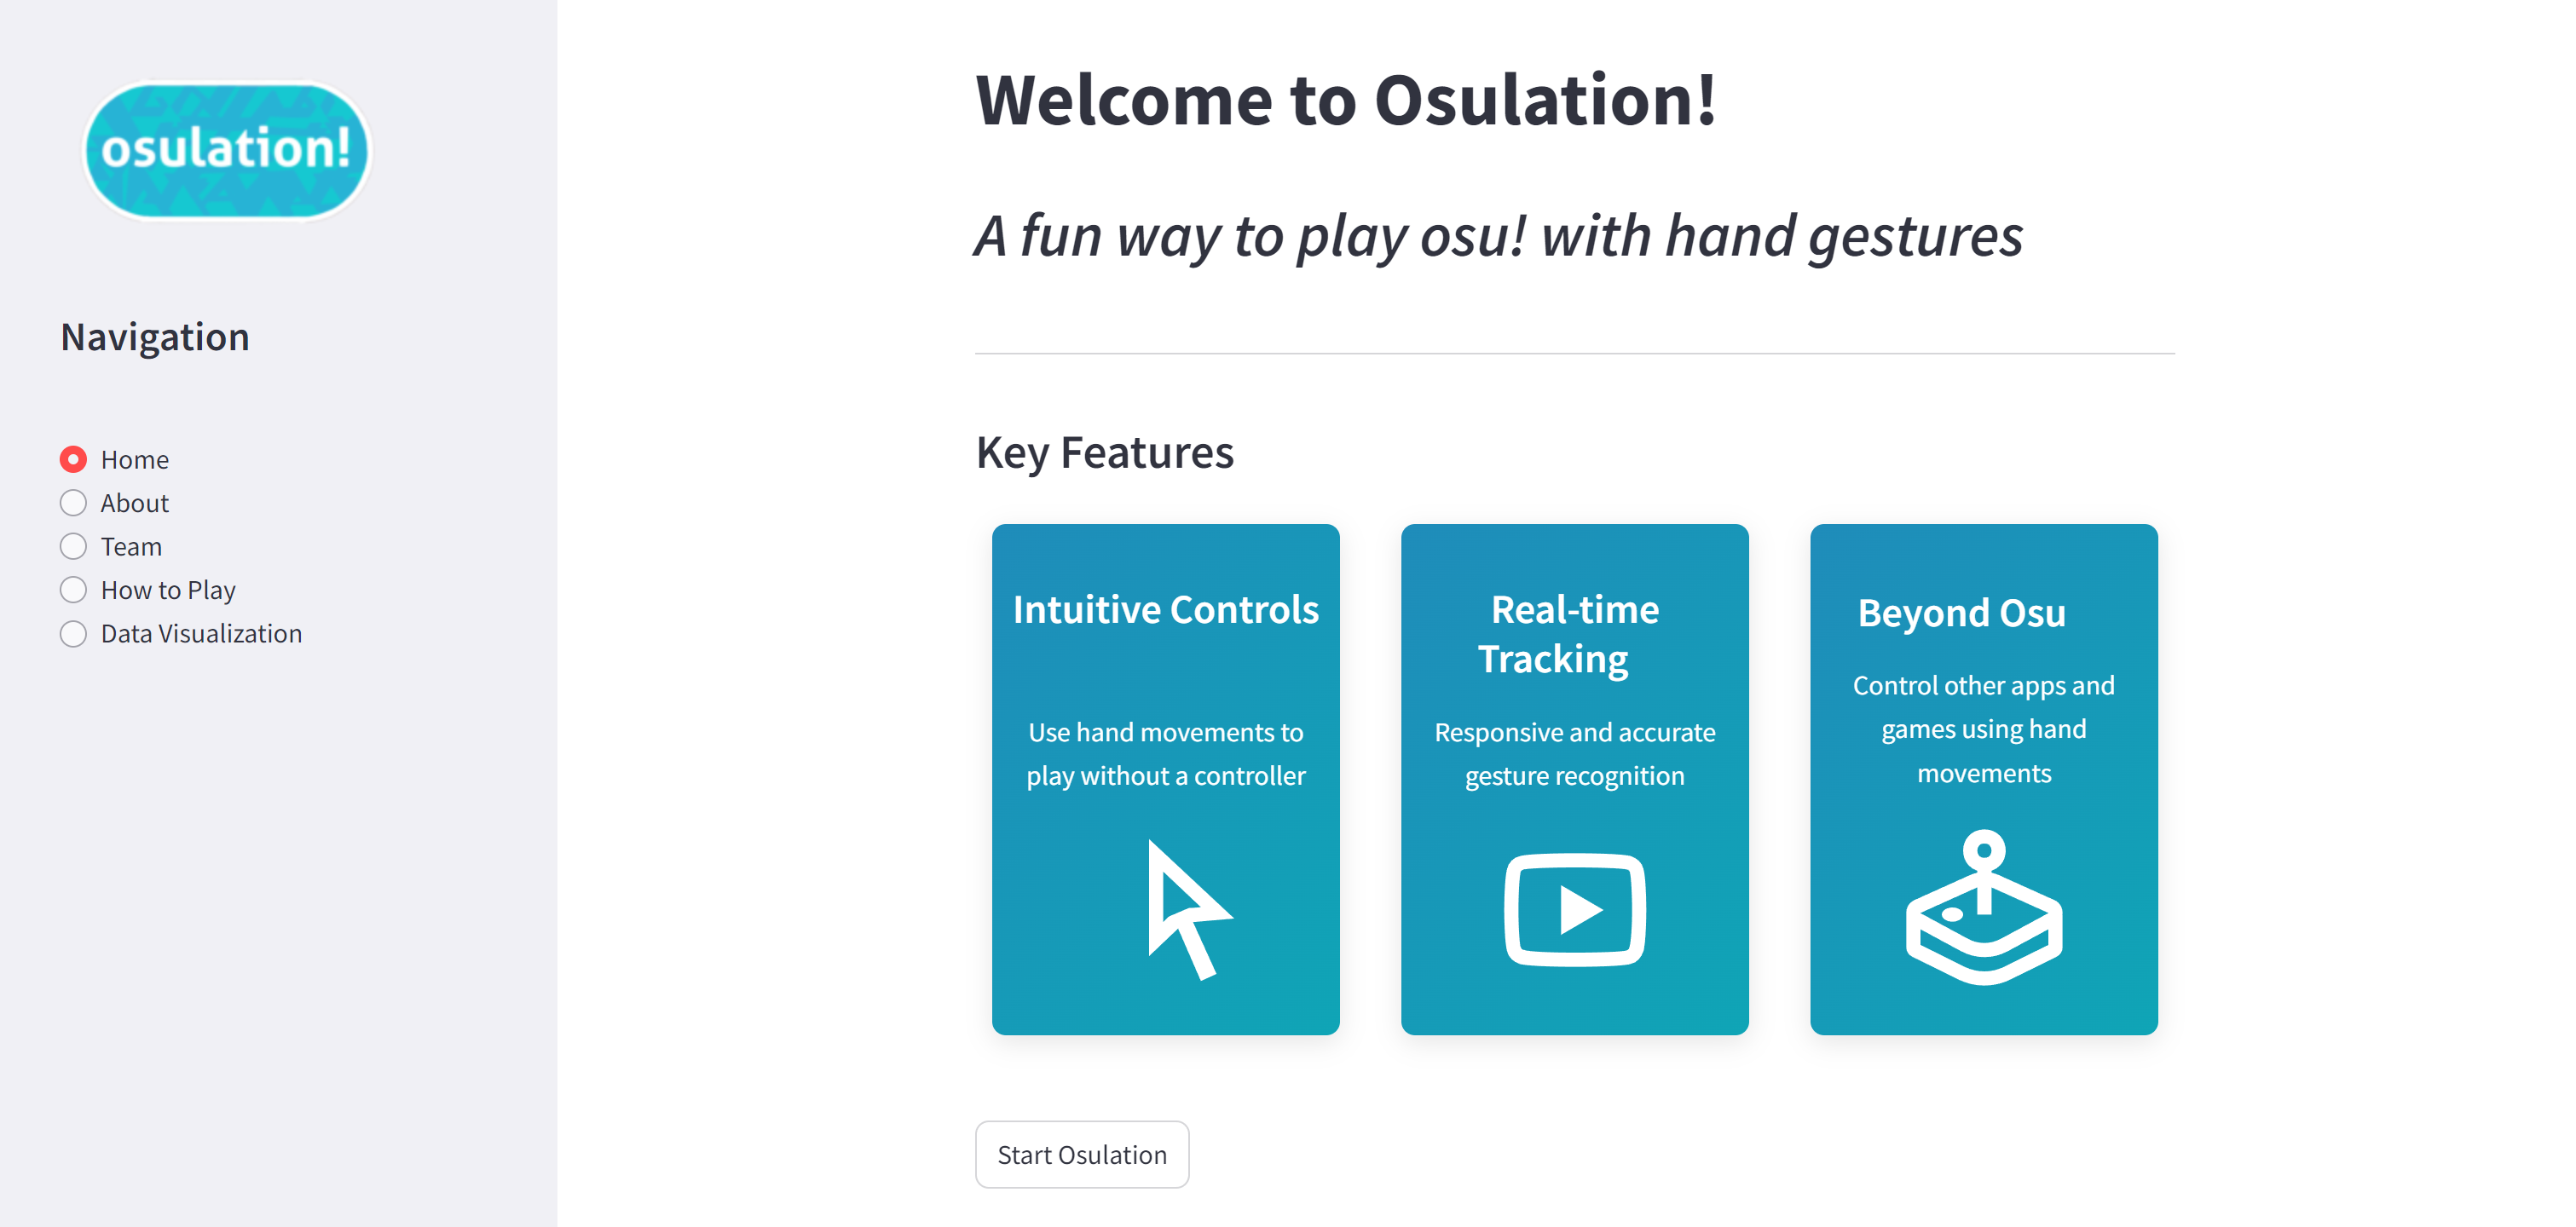 osulation!
Navigation
Home
About
Team
How to Play
Data Visualization
Welcome to Osulation!
A fun way to play osu! with hand gestures
Key Features
Intuitive Controls
Use hand movements to
play without a controller
Real-time
Tracking
Responsive and accurate
gesture recognition
Beyond Osu
Control other apps and
games using hand
movements
Start Osulation